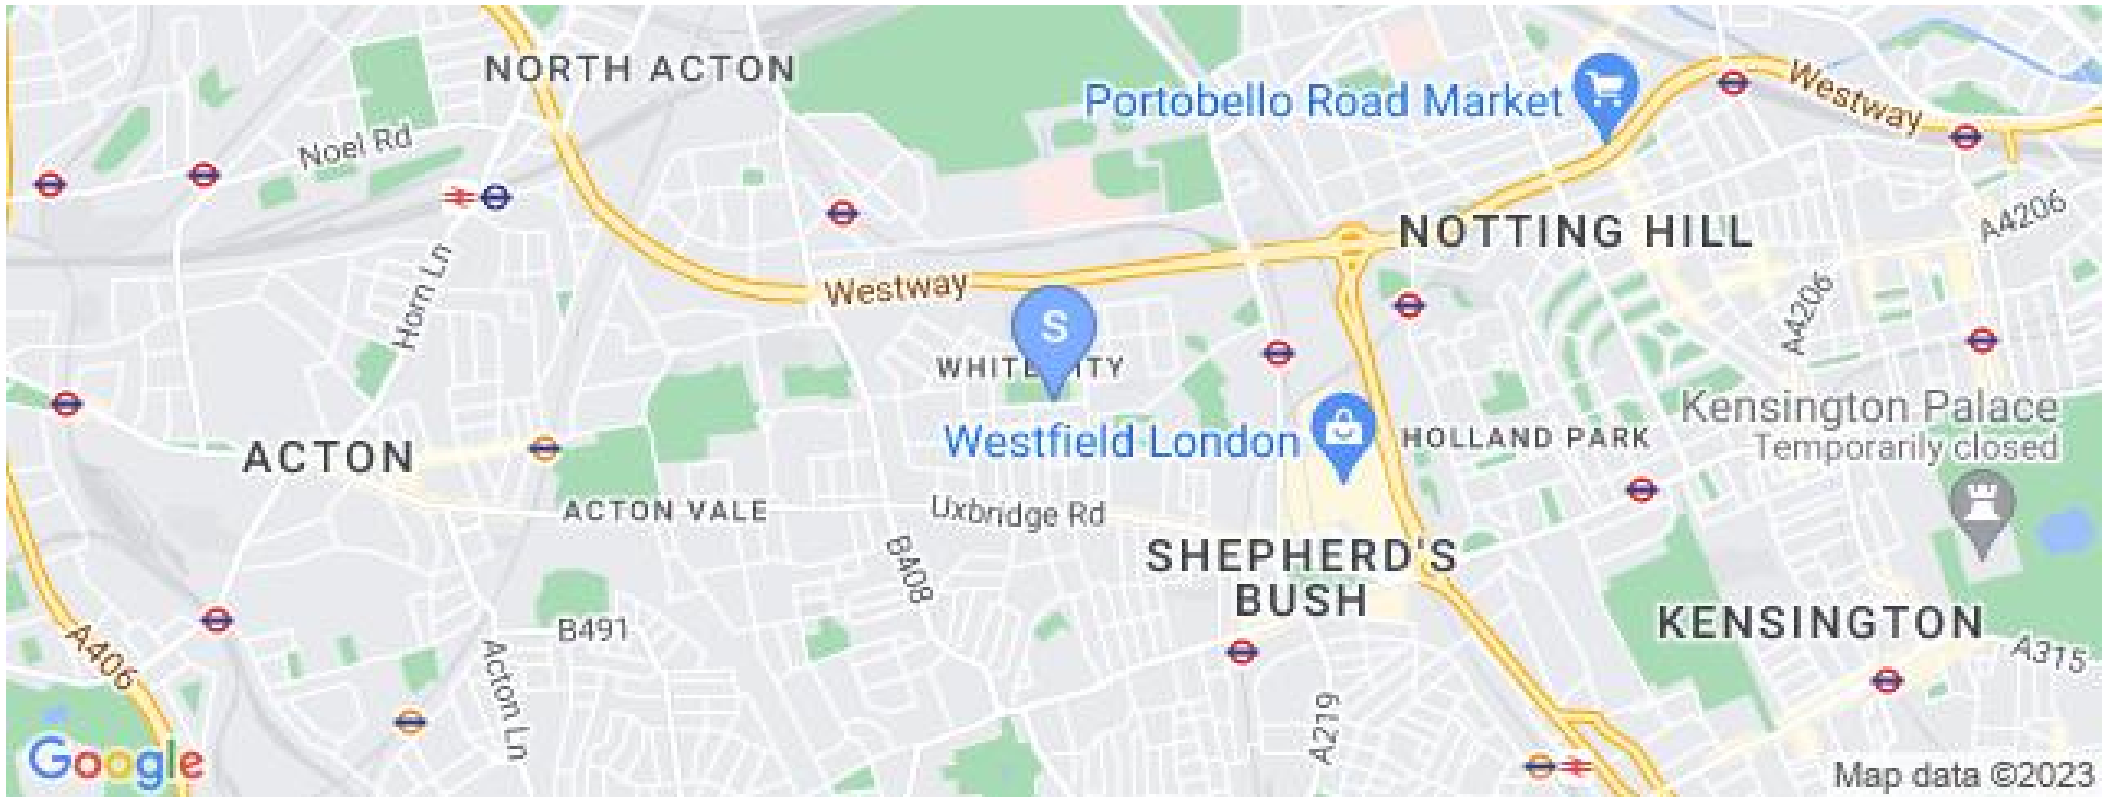 NORTH ACTON
Portobello Road Market
Westway
Noel Rd
A4206
NOTTING HILL
Horn Ln
Westway
S
A4206
WHITE CITY
Kensington Palace
Temporarily closed
ACTON
Westfield London
HOLLAND PARK
ACTON VALE
Uxbridge Rd
B408
SHEPHERD'S
BUSH
KENSINGTON
B491
A406
Acton Ln
A315
A219
Google
Map data ©2023